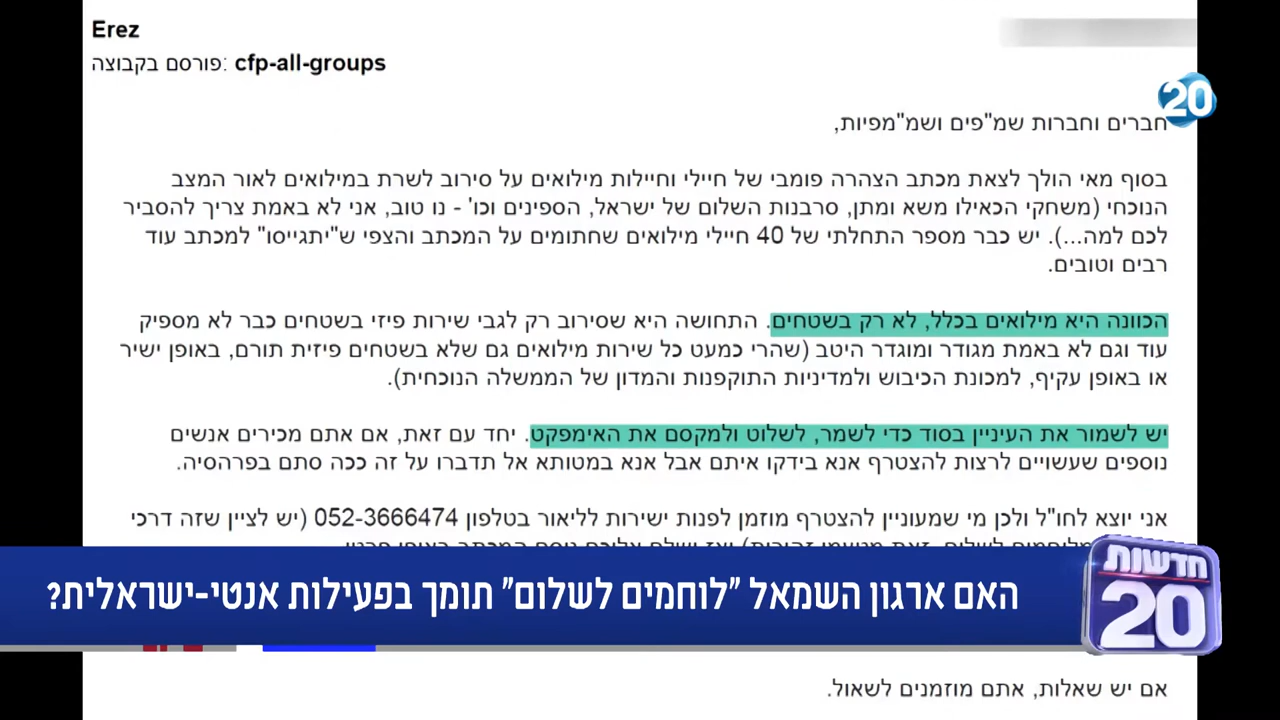 Erez
פורסם בקבוצה: cfp-all-groups
20
חברים וחברות שמ"פים ושמ"מפיות,
בסוף מאי הולך לצאת מכתב הצהרה פומבי של חיילי וחיילות מילואים על סירוב לשרת במילואים לאור המצב
הנוכחי (משחקי הכאילו משא ומתן, סרבנות השלום של ישראל, הספינים וכו' - נו טוב, אני לא באמת צריך להסביר
לכם למה...). יש כבר מספר התחלתי של 40 חיילי מילואים שחתומים על המכתב והצפי ש"יתגייסו" למכתב עוד
רבים וטובים.
הכוונה היא מילואים בכלל, לא רק בשטחים. התחושה היא שסירוב רק לגבי שירות פיזי בשטחים כבר לא מספיק
עוד וגם לא באמת מגודר ומוגדר היטב (שהרי כמעט כל שירות מילואים גם שלא בשטחים פיזית תורם, באופן ישיר
או באופן עקיף, למכונת הכיבוש ולמדיניות התוקפנות והמדון של הממשלה הנוכחית).
יש לשמור את העיניין בסוד כדי לשמר, לשלוט ולמקסם את האימפקט. יחד עם זאת, אם אתם מכירים אנשים
נוספים שעשויים לרצות להצטרף אנא בידקו איתם אבל אנא במטותא אל תדברו על זה ככה סתם בפרהסיה.
אני יוצא לחו"ל ולכן מי שמעוניין להצטרף מוזמן לפנות ישירות לליאור בטלפון 052-3666474 (יש לציין שזה דרכי
האם ארגון השמאל "לוחמים לשלום" תומך בפעילות אנטי-ישראלית?
חדשות
20
אם יש שאלות, אתם מוזמנים לשאול.